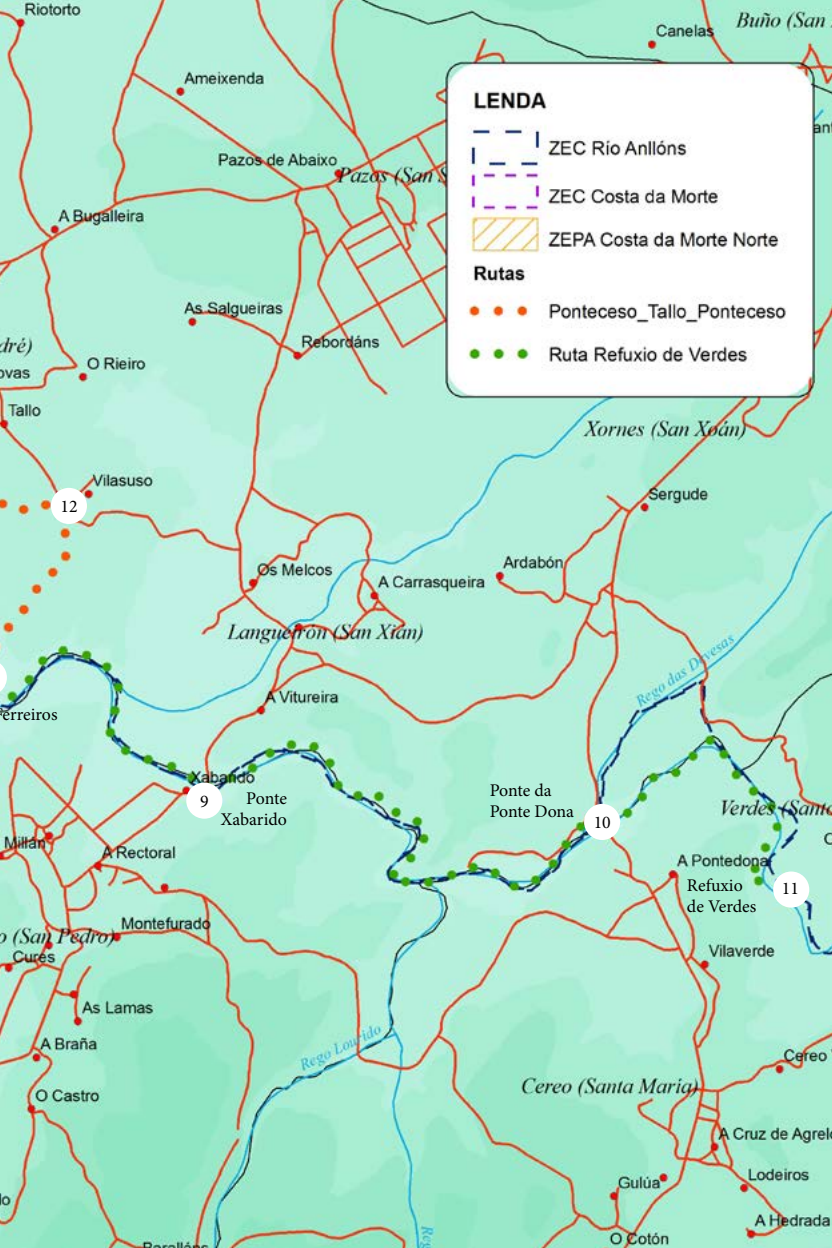 Riotorto
Buño (San
Canelas
Ameixenda
LENDA
ZEC Río Anllóns
ZEC Costa da Morte
ZEPA Costa da Morte Norte
Rutas
Ponteceso_Tallo_Ponteceso
Ruta Refuxio de Verdes
Pazos de Abaixo
Pazos (San S
A Bugalleira
As Salgueiras
Rebordáns
dré)
ovas
O Rieiro
Tallo
Xornes (San Xoán)
Vilasuso
12
Sergude
Os Melcos
A Carrasqueira
Ardabón
Langueirón (San Xián)
Rego das Devesas
A Vitureira
erreiros
Xabarido
9
Ponte
Xabarido
Ponte da
Ponte Dona
10
Verdes (Santo
Millán
A Rectoral
A Pontedona
Refuxio
de Verdes
11
Montefurado
o (San Pedro)
Cures
Vilaverde
As Lamas
A Braña
Rego Lourido
Cereo
O Castro
Cereo (Santa María)
A Cruz de Agrelo
Gulúa
Lodeiros
A Hedrada
O Cotón